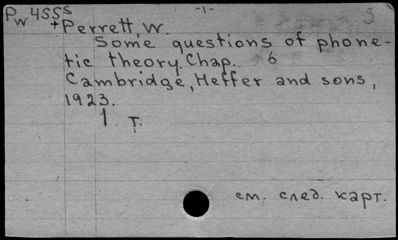 Pw 455s -1- 3
+Perrett, W.
Some questions of phone-
tic theory. Chap. 6
Cambridge, Heffer and sons,
1923.
1 т.
см. след. карт.